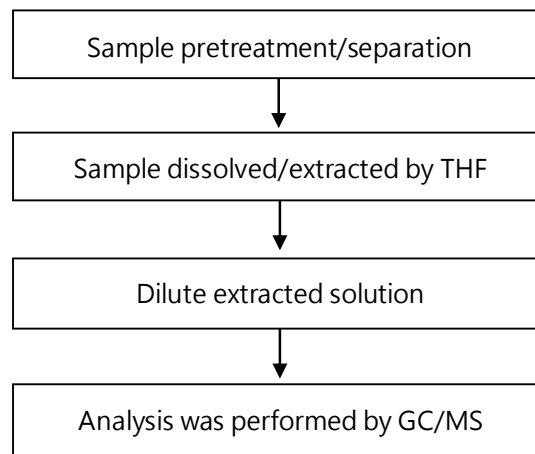 Sample pretreatment/separation
Sample dissolved/extracted by THF
Dilute extracted solution
Analysis was performed by GC/MS